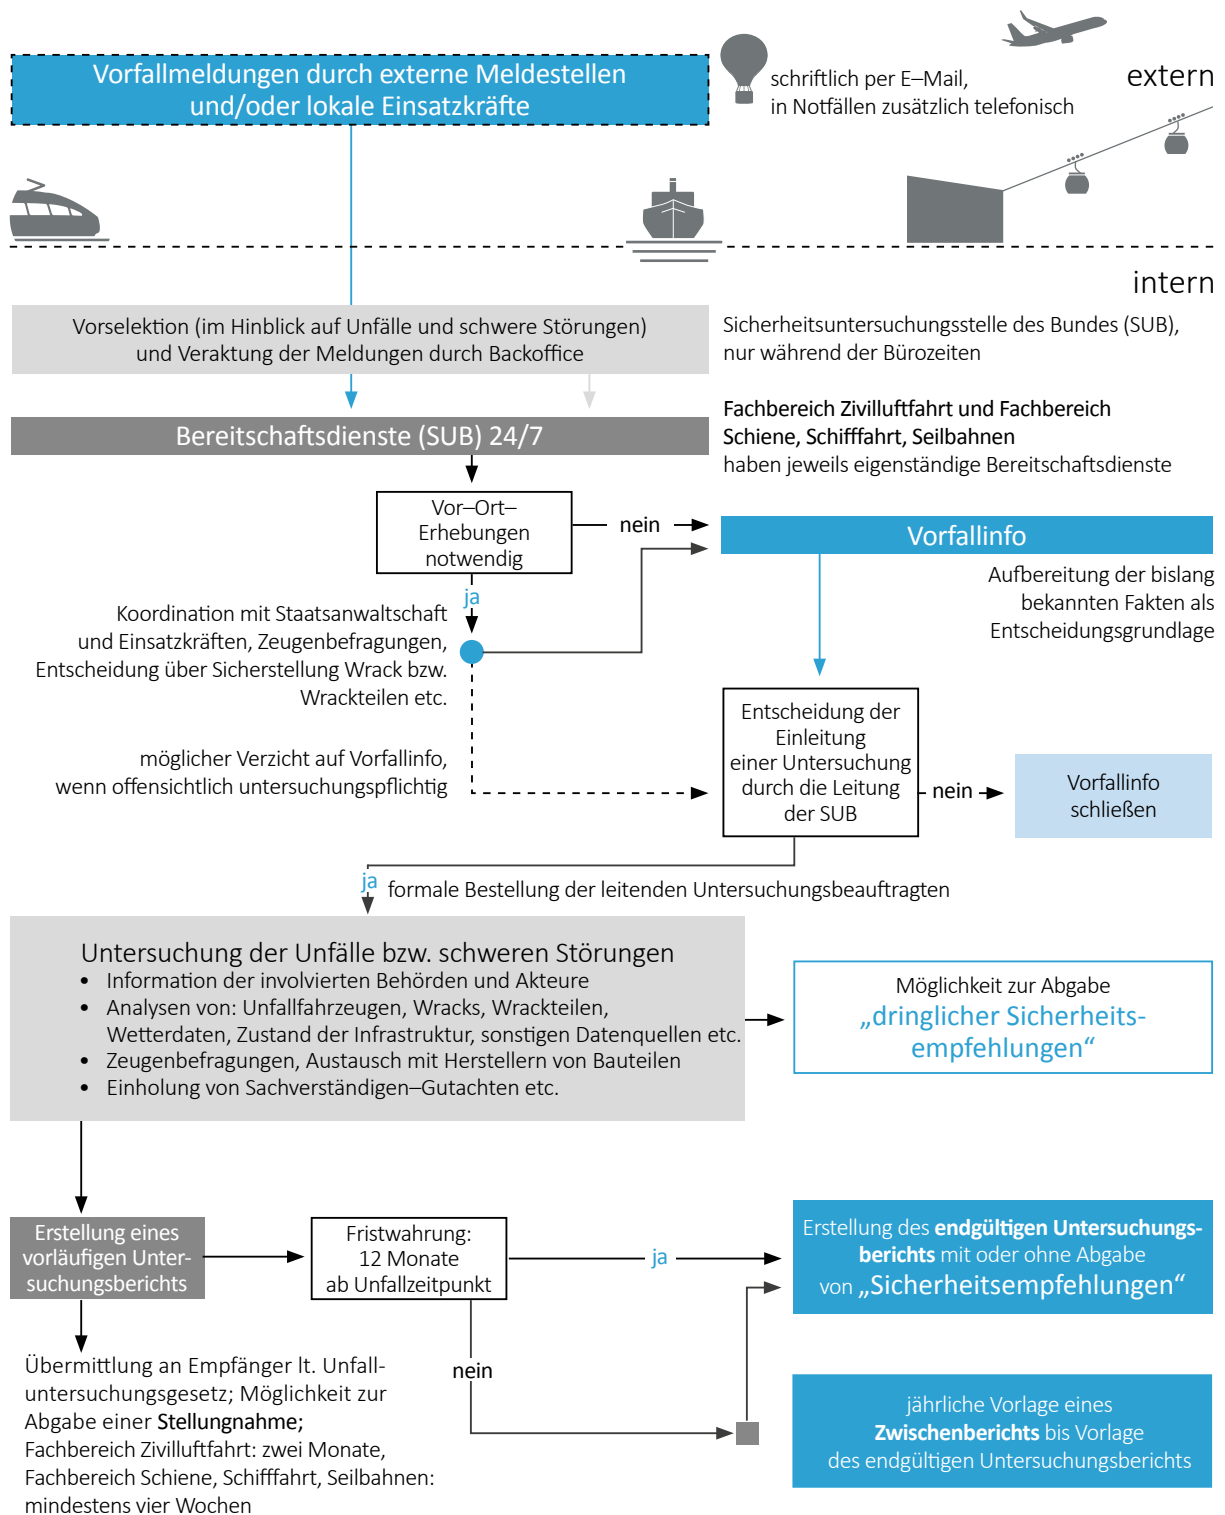 Vorfallmeldungen durch externe Meldestellen
und/oder lokale Einsatzkräfte
schriftlich per E–Mail,
in Notfällen zusätzlich telefonisch
extern
intern
Vorselektion (im Hinblick auf Unfälle und schwere Störungen)
und Veraktung der Meldungen durch Backoffice
Sicherheitsuntersuchungsstelle des Bundes (SUB),
nur während der Bürozeiten
Bereitschaftsdienste (SUB) 24/7
Fachbereich Zivilluftfahrt und Fachbereich
Schiene, Schifffahrt, Seilbahnen
haben jeweils eigenständige Bereitschaftsdienste
Vor–Ort–
Erhebungen
notwendig
nein
Vorfallinfo
Aufbereitung der bislang
bekannten Fakten als
Entscheidungsgrundlage
ja
Koordination mit Staatsanwaltschaft
und Einsatzkräften, Zeugenbefragungen,
Entscheidung über Sicherstellung Wrack bzw.
Wrackteilen etc.
möglicher Verzicht auf Vorfallinfo,
wenn offensichtlich untersuchungspflichtig
Entscheidung der
Einleitung
einer Untersuchung
durch die Leitung
der SUB
nein
Vorfallinfo
schließen
ja
formale Bestellung der leitenden Untersuchungsbeauftragten
Untersuchung der Unfälle bzw. schweren Störungen
• Information der involvierten Behörden und Akteure
• Analysen von: Unfallfahrzeugen, Wracks, Wrackteilen,
Wetterdaten, Zustand der Infrastruktur, sonstigen Datenquellen etc.
• Zeugenbefragungen, Austausch mit Herstellern von Bauteilen
• Einholung von Sachverständigen–Gutachten etc.
Möglichkeit zur Abgabe
„dringlicher Sicherheits-
empfehlungen“
Erstellung eines
vorläufigen Unter-
suchungsberichts
Fristwahrung:
12 Monate
ab Unfallzeitpunkt
ja
Erstellung des endgültigen Untersuchungs-
berichts mit oder ohne Abgabe
von „Sicherheitsempfehlungen“
nein
Übermittlung an Empfänger lt. Unfall-
untersuchungsgesetz; Möglichkeit zur
Abgabe einer Stellungnahme;
Fachbereich Zivilluftfahrt: zwei Monate,
Fachbereich Schiene, Schifffahrt, Seilbahnen:
mindestens vier Wochen
jährliche Vorlage eines
Zwischenberichts bis Vorlage
des endgültigen Untersuchungsberichts